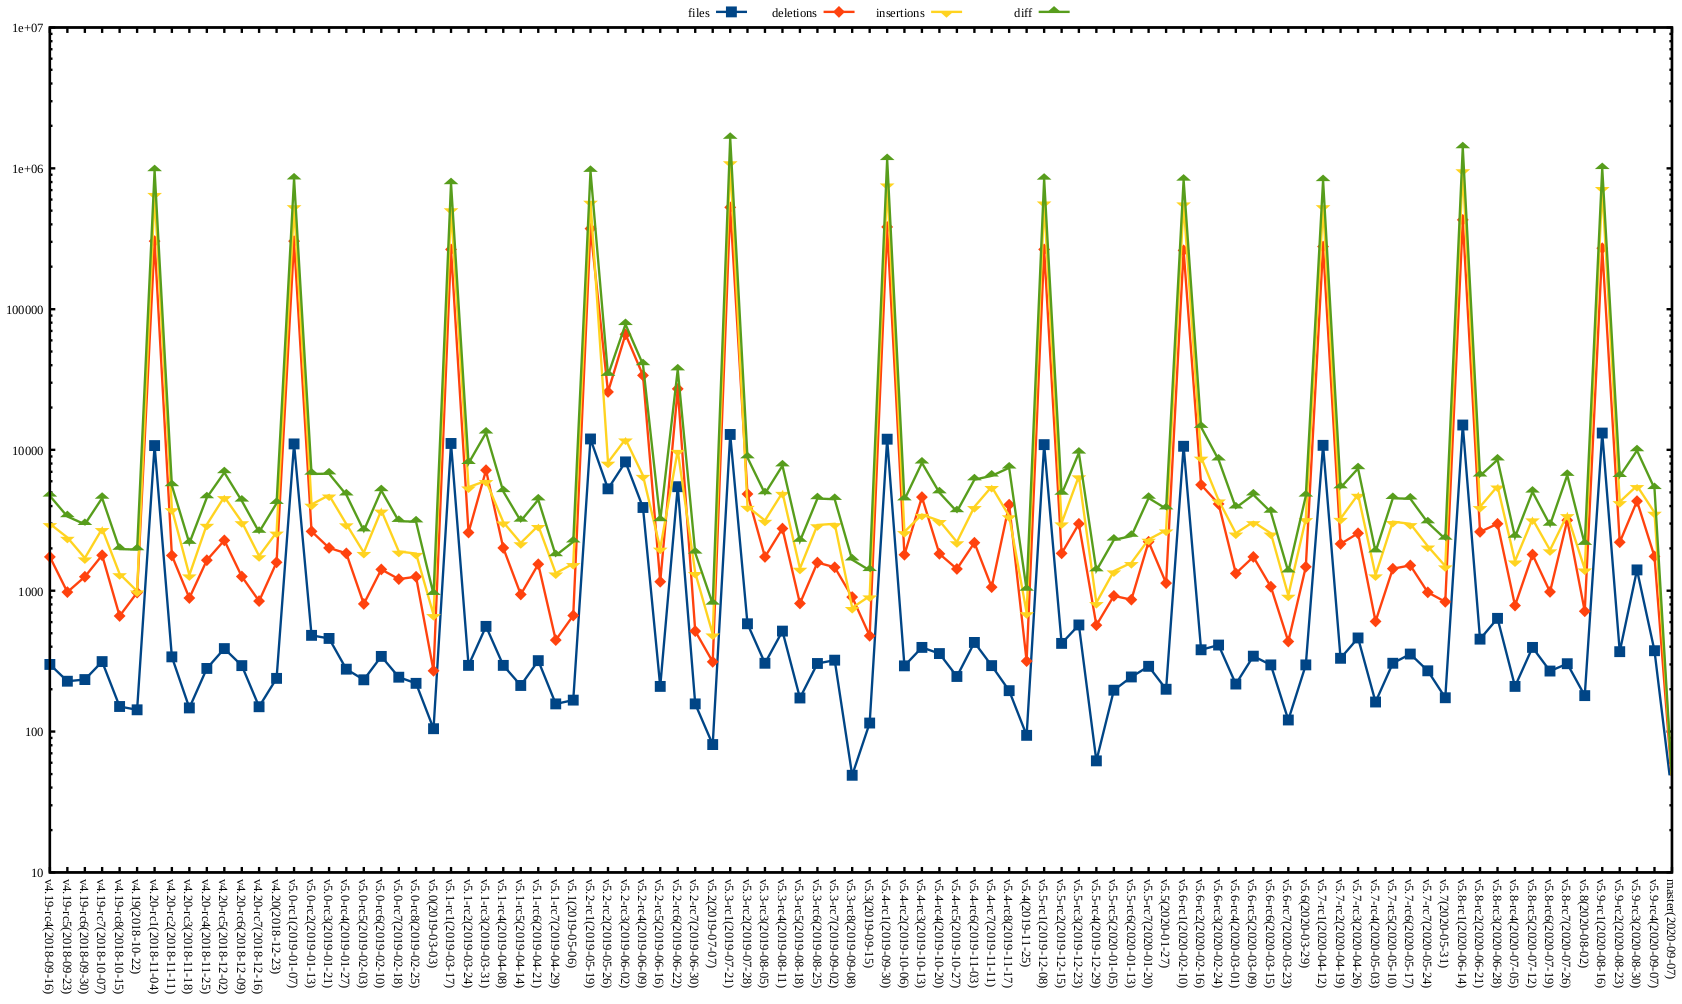 files deletions insertions diff
1e+07
1e+06
100000
10000
1000
100
10
v4.19-rc4(2018-09-16)
v4.19-rc5(2018-09-23)
v4.19-rc6(2018-09-30)
v4.19-rc7(2018-10-07)
v4.19-rc8(2018-10-15)
v4.19(2018-10-22)
v4.20-rc1(2018-11-04)
v4.20-rc2(2018-11-11)
v4.20-rc3(2018-11-18)
v4.20-rc4(2018-11-25)
v4.20-rc5(2018-12-02)
v4.20-rc6(2018-12-09)
v4.20-rc7(2018-12-16)
v4.20(2018-12-23)
v5.0-rc1(2019-01-07)
v5.0-rc2(2019-01-13)
v5.0-rc3(2019-01-21)
v5.0-rc4(2019-01-27)
v5.0-rc5(2019-02-03)
v5.0-rc6(2019-02-10)
v5.0-rc7(2019-02-18)
v5.0-rc8(2019-02-25)
v5.0(2019-03-03)
v5.1-rc1(2019-03-17)
v5.1-rc2(2019-03-24)
v5.1-rc3(2019-03-31)
v5.1-rc4(2019-04-08)
v5.1-rc5(2019-04-14)
v5.1-rc6(2019-04-21)
v5.1-rc7(2019-04-29)
v5.1(2019-05-06)
v5.2-rc1(2019-05-19)
v5.2-rc2(2019-05-26)
v5.2-rc3(2019-06-02)
v5.2-rc4(2019-06-09)
v5.2-rc5(2019-06-16)
v5.2-rc6(2019-06-22)
v5.2-rc7(2019-06-30)
v5.2(2019-07-07)
v5.3-rc1(2019-07-21)
v5.3-rc2(2019-07-28)
v5.3-rc3(2019-08-05)
v5.3-rc4(2019-08-11)
v5.3-rc5(2019-08-18)
v5.3-rc6(2019-08-25)
v5.3-rc7(2019-09-02)
v5.3-rc8(2019-09-08)
v5.3(2019-09-15)
v5.4-rc1(2019-09-30)
v5.4-rc2(2019-10-06)
v5.4-rc3(2019-10-13)
v5.4-rc4(2019-10-20)
v5.4-rc5(2019-10-27)
v5.4-rc6(2019-11-03)
v5.4-rc7(2019-11-11)
v5.4-rc8(2019-11-17)
v5.4(2019-11-25)
v5.5-rc1(2019-12-08)
v5.5-rc2(2019-12-15)
v5.5-rc3(2019-12-23)
v5.5-rc4(2019-12-29)
v5.5-rc5(2020-01-05)
v5.5-rc6(2020-01-13)
v5.5-rc7(2020-01-20)
v5.5(2020-01-27)
v5.6-rc1(2020-02-10)
v5.6-rc2(2020-02-16)
v5.6-rc3(2020-02-24)
v5.6-rc4(2020-03-01)
v5.6-rc5(2020-03-09)
v5.6-rc6(2020-03-15)
v5.6-rc7(2020-03-23)
v5.6(2020-03-29)
v5.7-rc1(2020-04-12)
v5.7-rc2(2020-04-19)
v5.7-rc3(2020-04-26)
v5.7-rc4(2020-05-03)
v5.7-rc5(2020-05-10)
v5.7-rc6(2020-05-17)
v5.7-rc7(2020-05-24)
v5.7(2020-05-31)
v5.8-rc1(2020-06-14)
v5.8-rc2(2020-06-21)
v5.8-rc3(2020-06-28)
v5.8-rc4(2020-07-05)
v5.8-rc5(2020-07-12)
v5.8-rc6(2020-07-19)
v5.8-rc7(2020-07-26)
v5.8(2020-08-02)
v5.9-rc1(2020-08-16)
v5.9-rc2(2020-08-23)
v5.9-rc3(2020-08-30)
v5.9-rc4(2020-09-07)
master(2020-09-07)